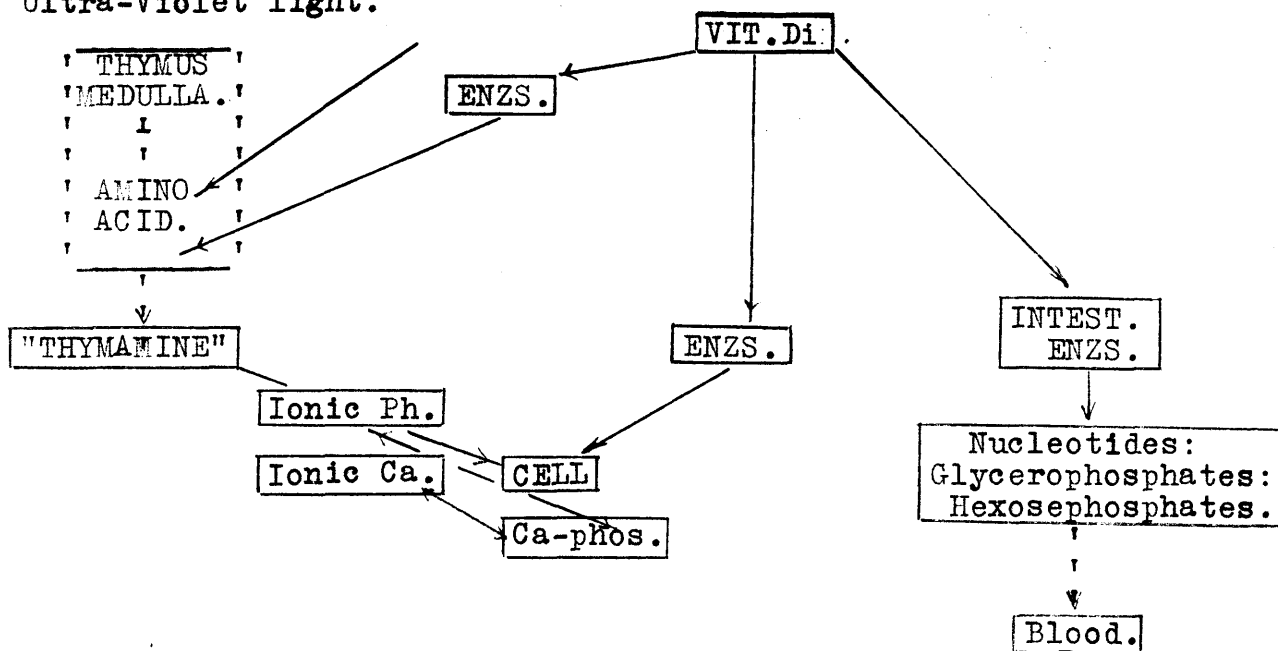 Ultra-Violet light.
VIT.Di.
THYMUS
MEDULLA.
ENZS.
AMINO
ACID.
"THYMAMINE"
ENZS.
INTEST.
ENZS.
Ionic Ph.
Ionic Ca.
CELL
Ca-phos.
Nucleotides:
Glycerophosphates:
Hexosephosphates.
Blood.